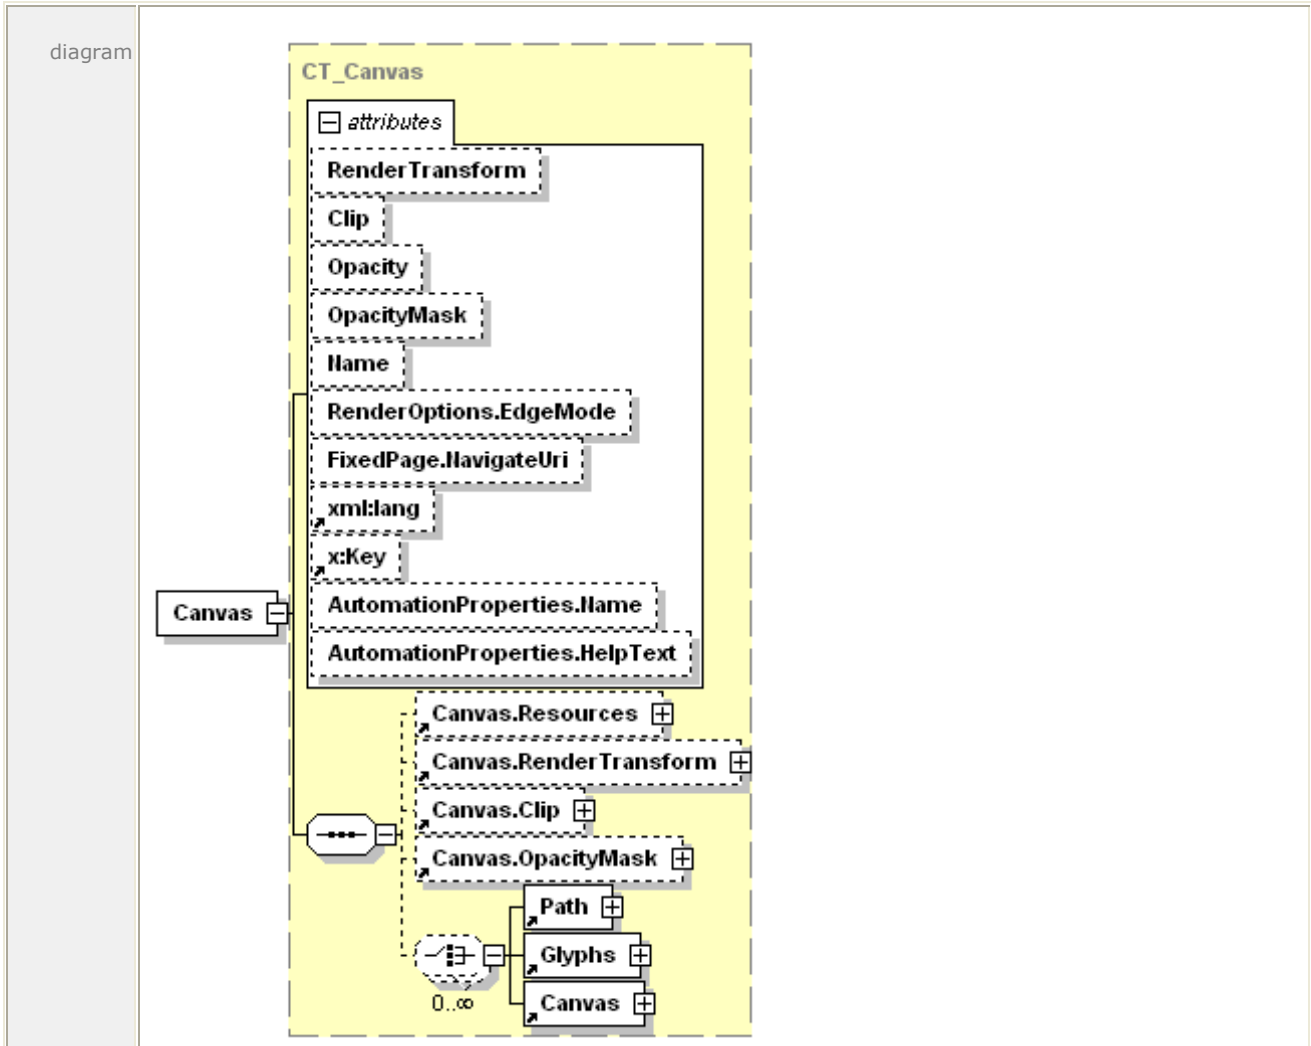 diagram
CT_Canvas
attributes
RenderTransform
Clip
Opacity
OpacityMask
Name
RenderOptions.EdgeMode
FixedPage.NavigateUri
xml:lang
x:Key
AutomationProperties.Name
Canvas
AutomationProperties.HelpText
Canvas.Resources
Canvas.RenderTransform
Canvas.Clip
Canvas.OpacityMask
Path
Glyphs
Canvas
0..∞